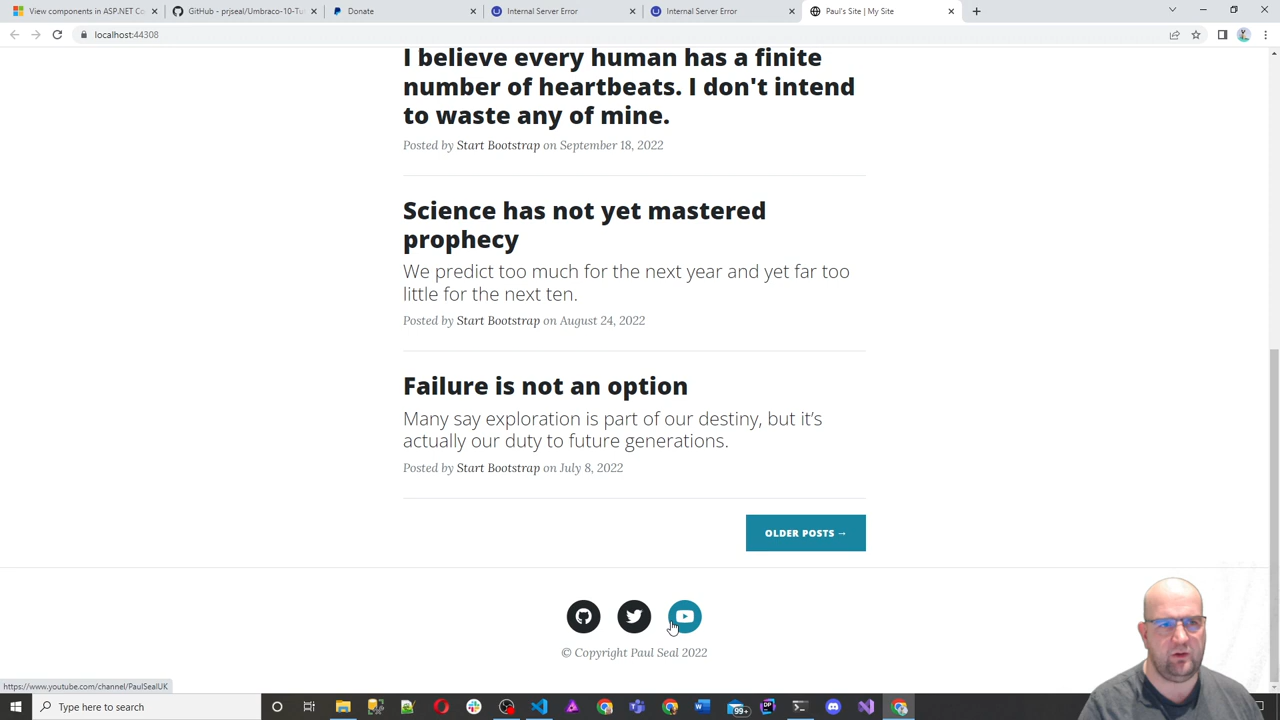 View components in ASP.NET Co
GitHub - prjseal/Umbraco-10-Tu
Donate
Internal Server Error
Internal Server Error
Paul's Site | My Site
localhost:44308
I believe every human has a finite
number of heartbeats. I don't intend
to waste any of mine.
Posted by Start Bootstrap on September 18, 2022
Science has not yet mastered
prophecy
We predict too much for the next year and yet far too
little for the next ten.
Posted by Start Bootstrap on August 24, 2022
Failure is not an option
Many say exploration is part of our destiny, but it’s
actually our duty to future generations.
Posted by Start Bootstrap on July 8, 2022
OLDER POSTS →
© Copyright Paul Seal 2022
https://www.youtube.com/channel/PaulSealUK
Type here to search
99+